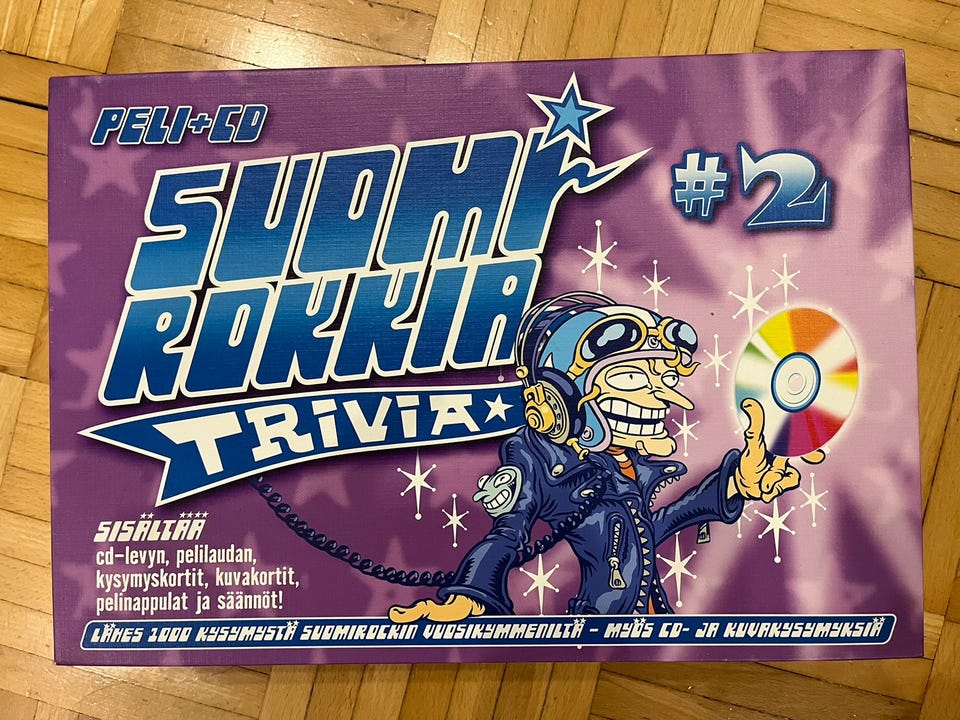 PELI+CD
SUOMI
ROKKIA
TRIVIA
#2
SISÄLTÄÄ
cd-levyn, pelilaudan,
kysymyskortit, kuvakortit,
pelinappulat ja säännöt!
LÄHES 1000 KYSYMYSTÄ SUOMIROCKIN VUOSIKYMMENILTÄ - MYÖS CD- JA KUVAKYSYMYKSIÄ